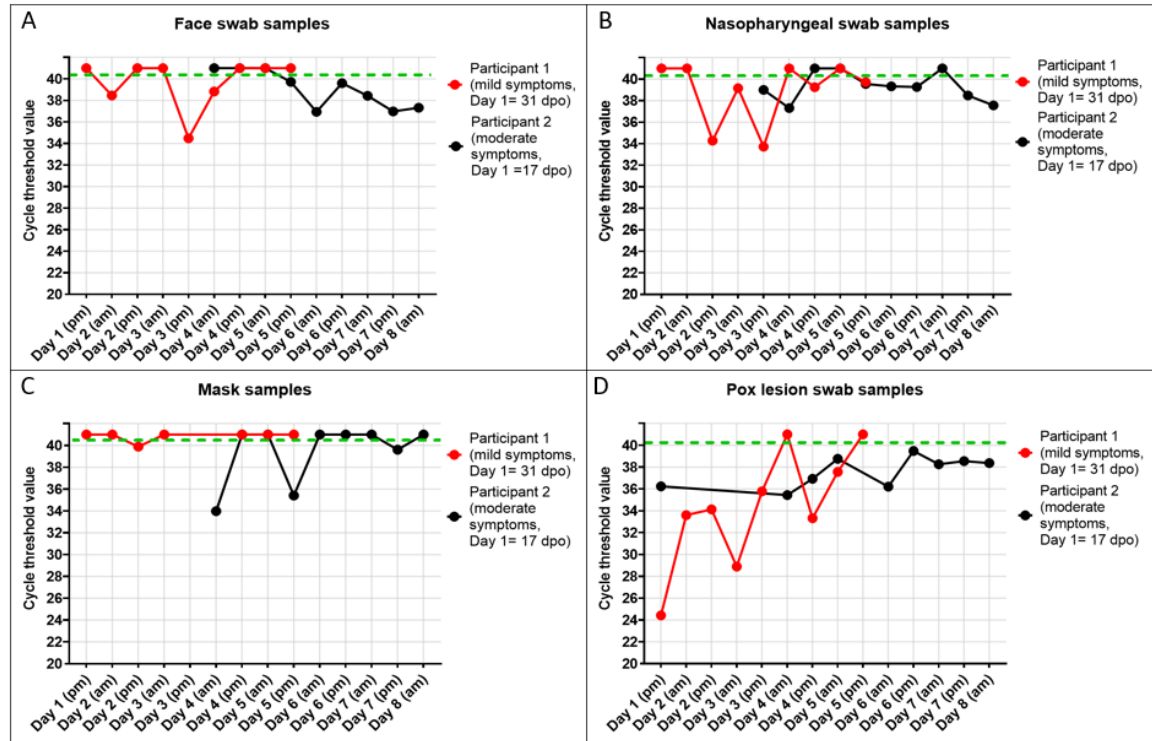 A
Face swab samples
Cycle threshold value
40
38
36
34
32
30
28
26
24
22
20
Day 1 (pm)
Day 2 (am)
Day 2 (pm)
Day 3 (am)
Day 3 (pm)
Day 4 (am)
Day 4 (pm)
Day 5 (am)
Day 5 (pm)
Day 6 (am)
Day 6 (pm)
Day 7 (am)
Day 7 (pm)
Day 8 (am)
Participant 1
(mild symptoms,
Day 1= 31 dpo)
Participant 2
(moderate
symptoms,
Day 1 =17 dpo)
B
Nasopharyngeal swab samples
Cycle threshold value
40
38
36
34
32
30
28
26
24
22
20
Day 1 (pm)
Day 2 (am)
Day 2 (pm)
Day 3 (am)
Day 3 (pm)
Day 4 (am)
Day 4 (pm)
Day 5 (am)
Day 5 (pm)
Day 6 (am)
Day 6 (pm)
Day 7 (am)
Day 7 (pm)
Day 8 (am)
Participant 1
(mild symptoms,
Day 1= 31 dpo)
Participant 2
(moderate
symptoms,
Day 1= 17 dpo)
C
Mask samples
Cycle threshold value
40
38
36
34
32
30
28
26
24
22
20
Day 1 (pm)
Day 2 (am)
Day 2 (pm)
Day 3 (am)
Day 3 (pm)
Day 4 (am)
Day 4 (pm)
Day 5 (am)
Day 5 (pm)
Day 6 (am)
Day 6 (pm)
Day 7 (am)
Day 7 (pm)
Day 8 (am)
Participant 1
(mild symptoms,
Day 1= 31 dpo)
Participant 2
(moderate
symptoms,
Day 1= 17 dpo)
D
Pox lesion swab samples
Cycle threshold value
40
38
36
34
32
30
28
26
24
22
20
Day 1 (pm)
Day 2 (am)
Day 2 (pm)
Day 3 (am)
Day 3 (pm)
Day 4 (am)
Day 4 (pm)
Day 5 (am)
Day 5 (pm)
Day 6 (am)
Day 6 (pm)
Day 7 (am)
Day 7 (pm)
Day 8 (am)
Participant 1
(mild symptoms,
Day 1= 31 dpo)
Participant 2
(moderate
symptoms,
Day 1= 17 dpo)